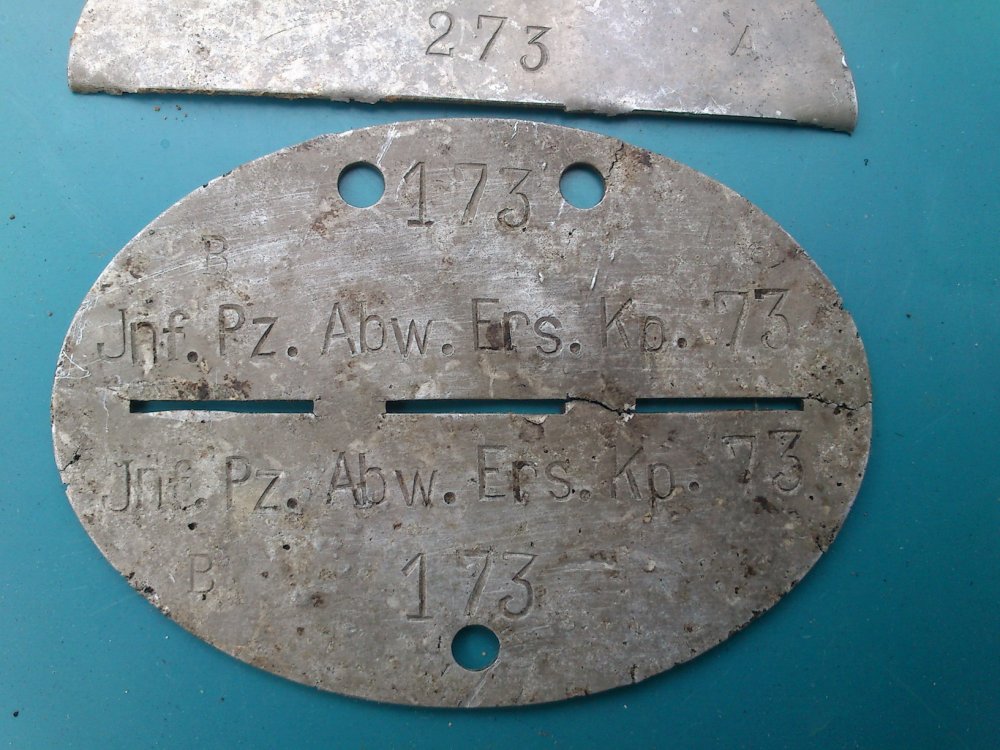 273 A
173
B
Jnf. Pz. Abw. Ers. Kp. 73
Jnf. Pz. Abw. Ers. Kp. 73
B 173